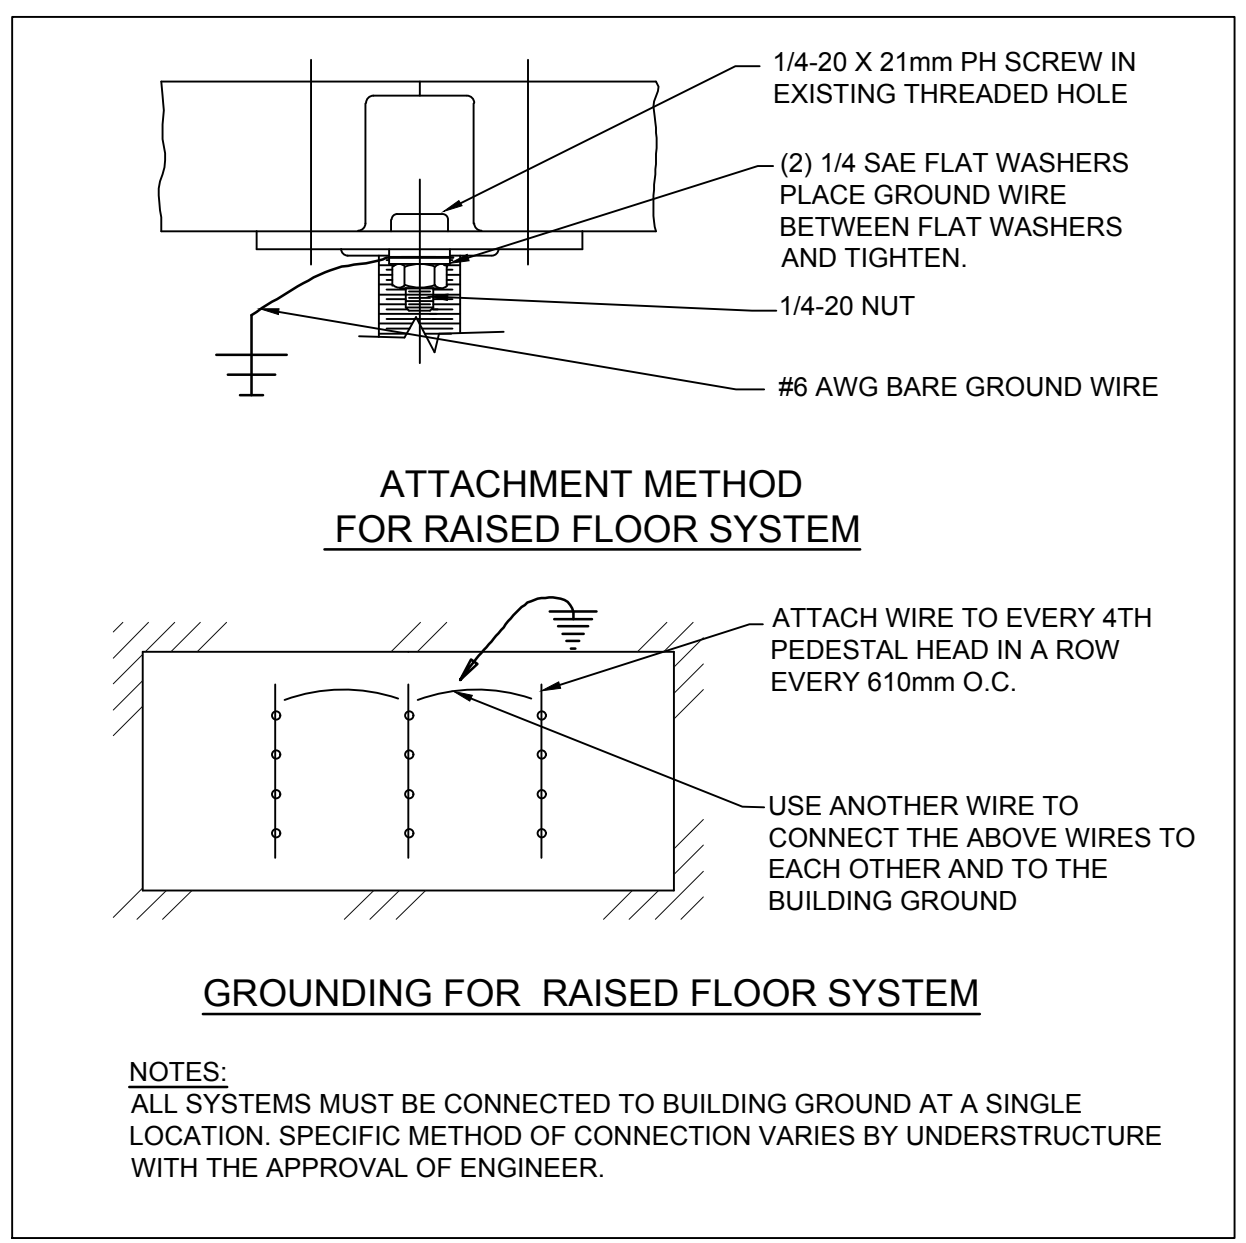 1/4-20 X 21mm PH SCREW IN
EXISTING THREADED HOLE
(2) 1/4 SAE FLAT WASHERS
PLACE GROUND WIRE
BETWEEN FLAT WASHERS
AND TIGHTEN.
1/4-20 NUT
#6 AWG BARE GROUND WIRE
ATTACHMENT METHOD
FOR RAISED FLOOR SYSTEM
ATTACH WIRE TO EVERY 4TH
PEDESTAL HEAD IN A ROW
EVERY 610mm O.C.
USE ANOTHER WIRE TO
CONNECT THE ABOVE WIRES TO
EACH OTHER AND TO THE
BUILDING GROUND
GROUNDING FOR RAISED FLOOR SYSTEM
NOTES:
ALL SYSTEMS MUST BE CONNECTED TO BUILDING GROUND AT A SINGLE
LOCATION. SPECIFIC METHOD OF CONNECTION VARIES BY UNDERSTRUCTURE
WITH THE APPROVAL OF ENGINEER.